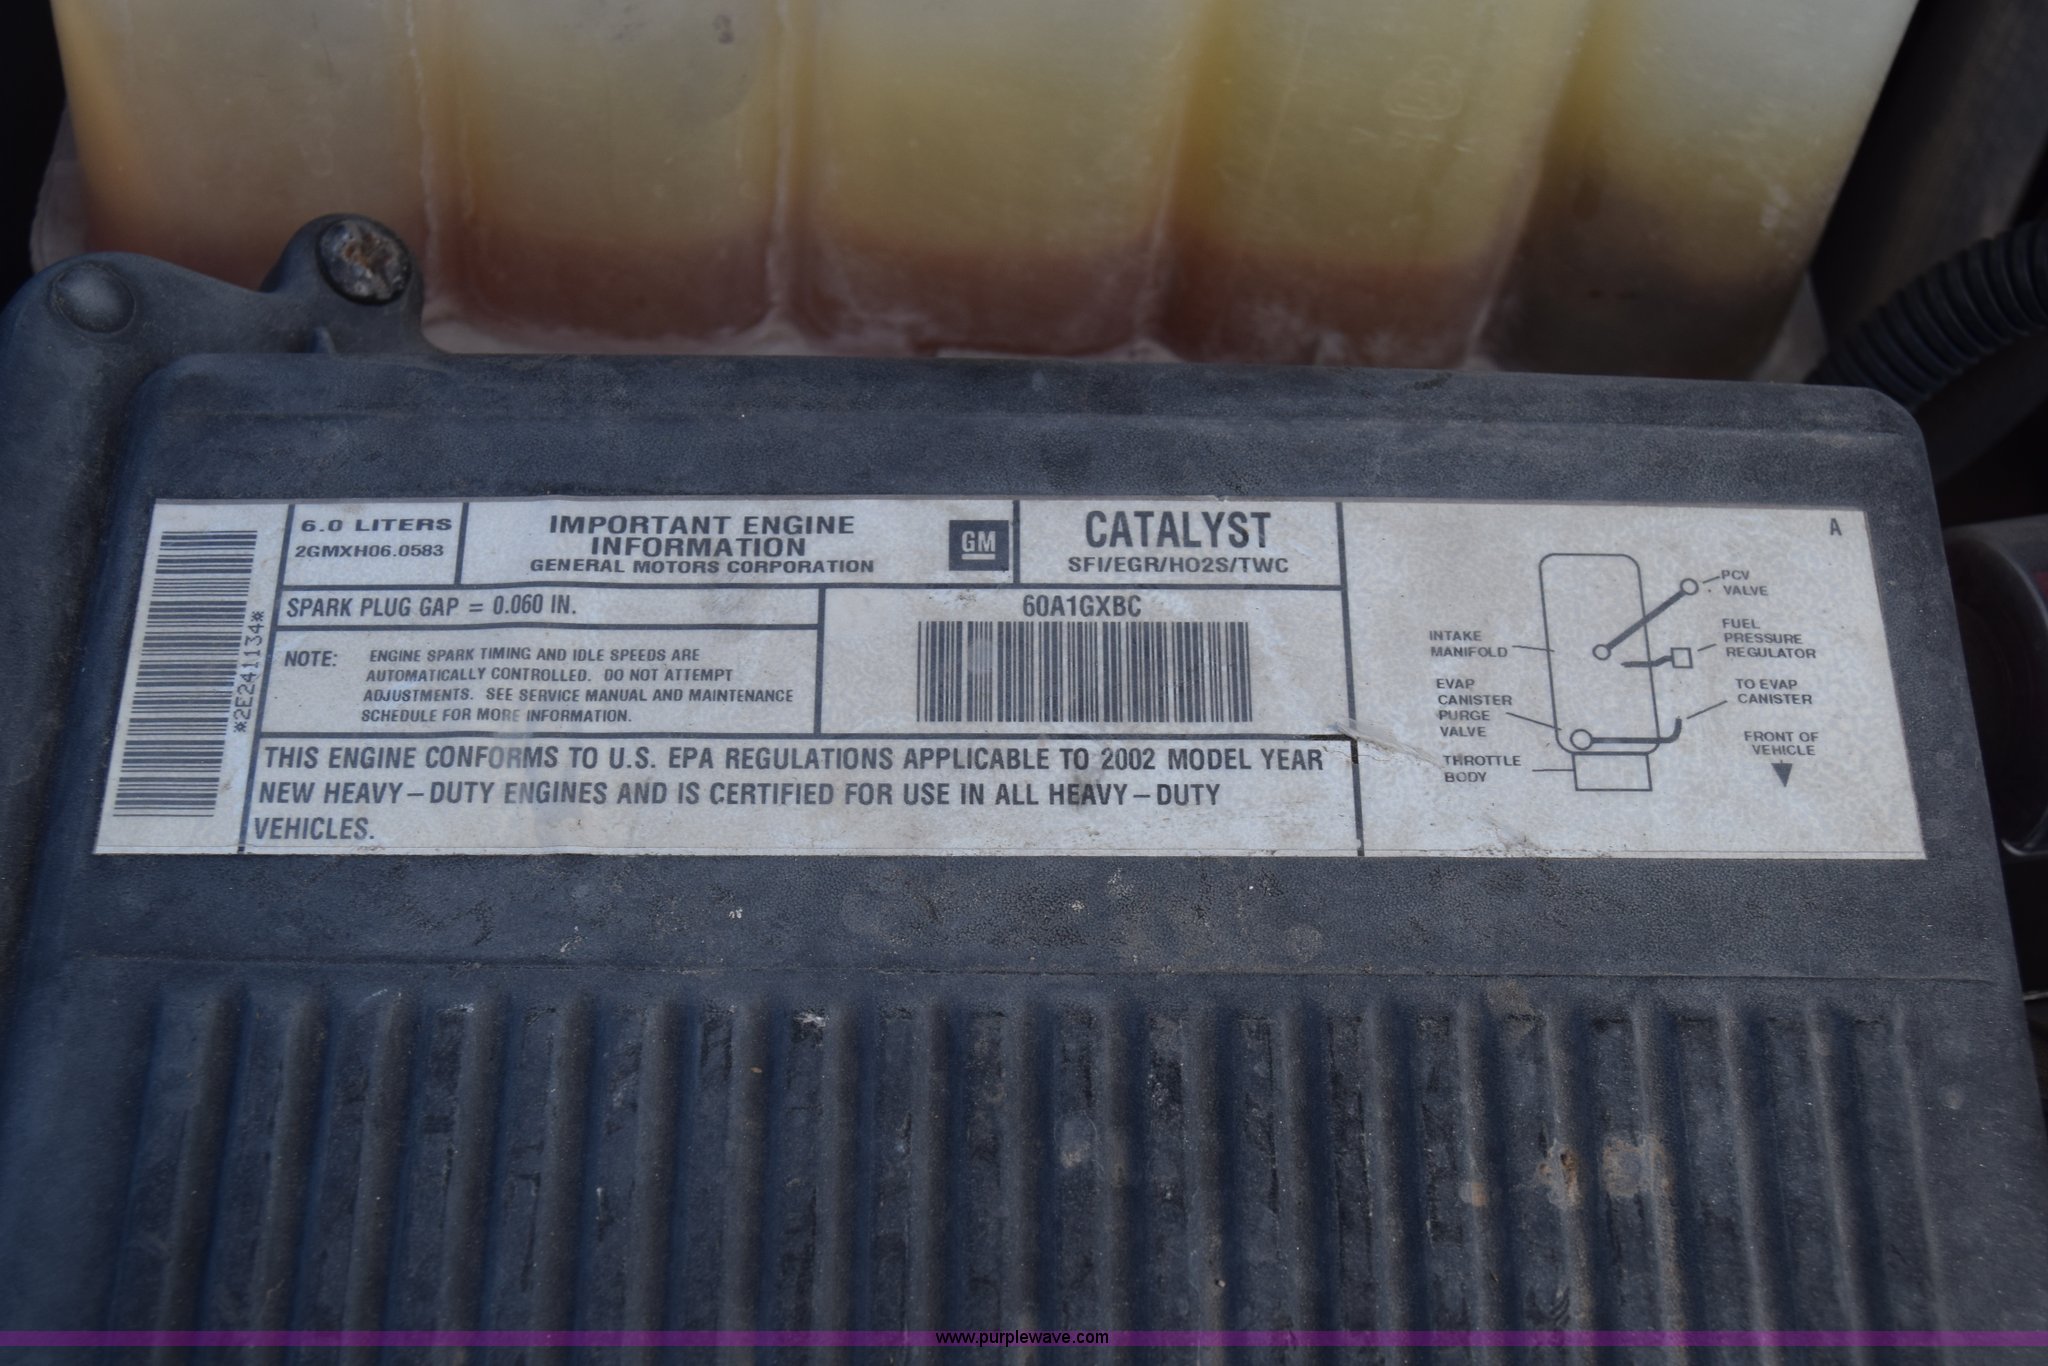 *2E241134*
6.0 LITERS
2GMXH06.0583
IMPORTANT ENGINE
INFORMATION
GENERAL MOTORS CORPORATION
GM
CATALYST
SFI/EGR/HO2S/TWC
SPARK PLUG GAP = 0.060 IN.
NOTE: ENGINE SPARK TIMING AND IDLE SPEEDS ARE
AUTOMATICALLY CONTROLLED. DO NOT ATTEMPT
ADJUSTMENTS. SEE SERVICE MANUAL AND MAINTENANCE
SCHEDULE FOR MORE INFORMATION.
60A1GXBC
THIS ENGINE CONFORMS TO U.S. EPA REGULATIONS APPLICABLE TO 2002 MODEL YEAR
NEW HEAVY-DUTY ENGINES AND IS CERTIFIED FOR USE IN ALL HEAVY-DUTY
VEHICLES.
A
PCV
VALVE
FUEL
PRESSURE
REGULATOR
INTAKE
MANIFOLD
EVAP
CANISTER
PURGE
VALVE
TO EVAP
CANISTER
THROTTLE
BODY
FRONT OF
VEHICLE
www.purplewave.com